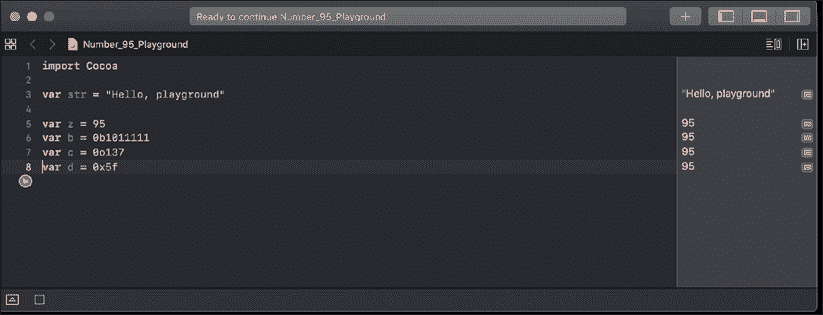 Ready to continue Number_95_Playground
Number_95_Playground
1 import Cocoa
2
3 var str = "Hello, playground" "Hello, playground"
4
5 var z = 95 95
6 var b = 0b1011111 95
7 var c = 0o137 95
8 var d = 0x5f 95